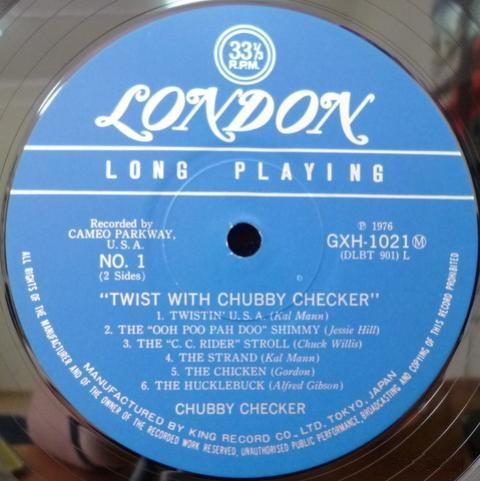 33⅓
R.P.M.
LONDON
LONG PLAYING
Recorded by
CAMEO PARKWAY,
U.S.A.
NO. 1
(2 Sides)
℗ 1976
GXH-1021 Ⓜ
(DLBT 901) L
"TWIST WITH CHUBBY CHECKER"
1. TWISTIN' U.S.A. (Kal Mann)
2. THE "OOH POO PAH DOO" SHIMMY (Jessie Hill)
3. THE "C. C. RIDER" STROLL (Chuck Willis)
4. THE STRAND (Kal Mann)
5. THE CHICKEN (Gordon)
6. THE HUCKLEBUCK (Alfred Gibson)
CHUBBY CHECKER
MANUFACTURED BY KING RECORD CO., LTD. TOKYO, JAPAN
ALL RIGHTS OF THE MANUFACTURER AND OF THE OWNER OF THE RECORDED WORK RESERVED, UNAUTHORISED PUBLIC PERFORMANCE, BROADCASTING AND COPYING OF THIS RECORD PROHIBITED